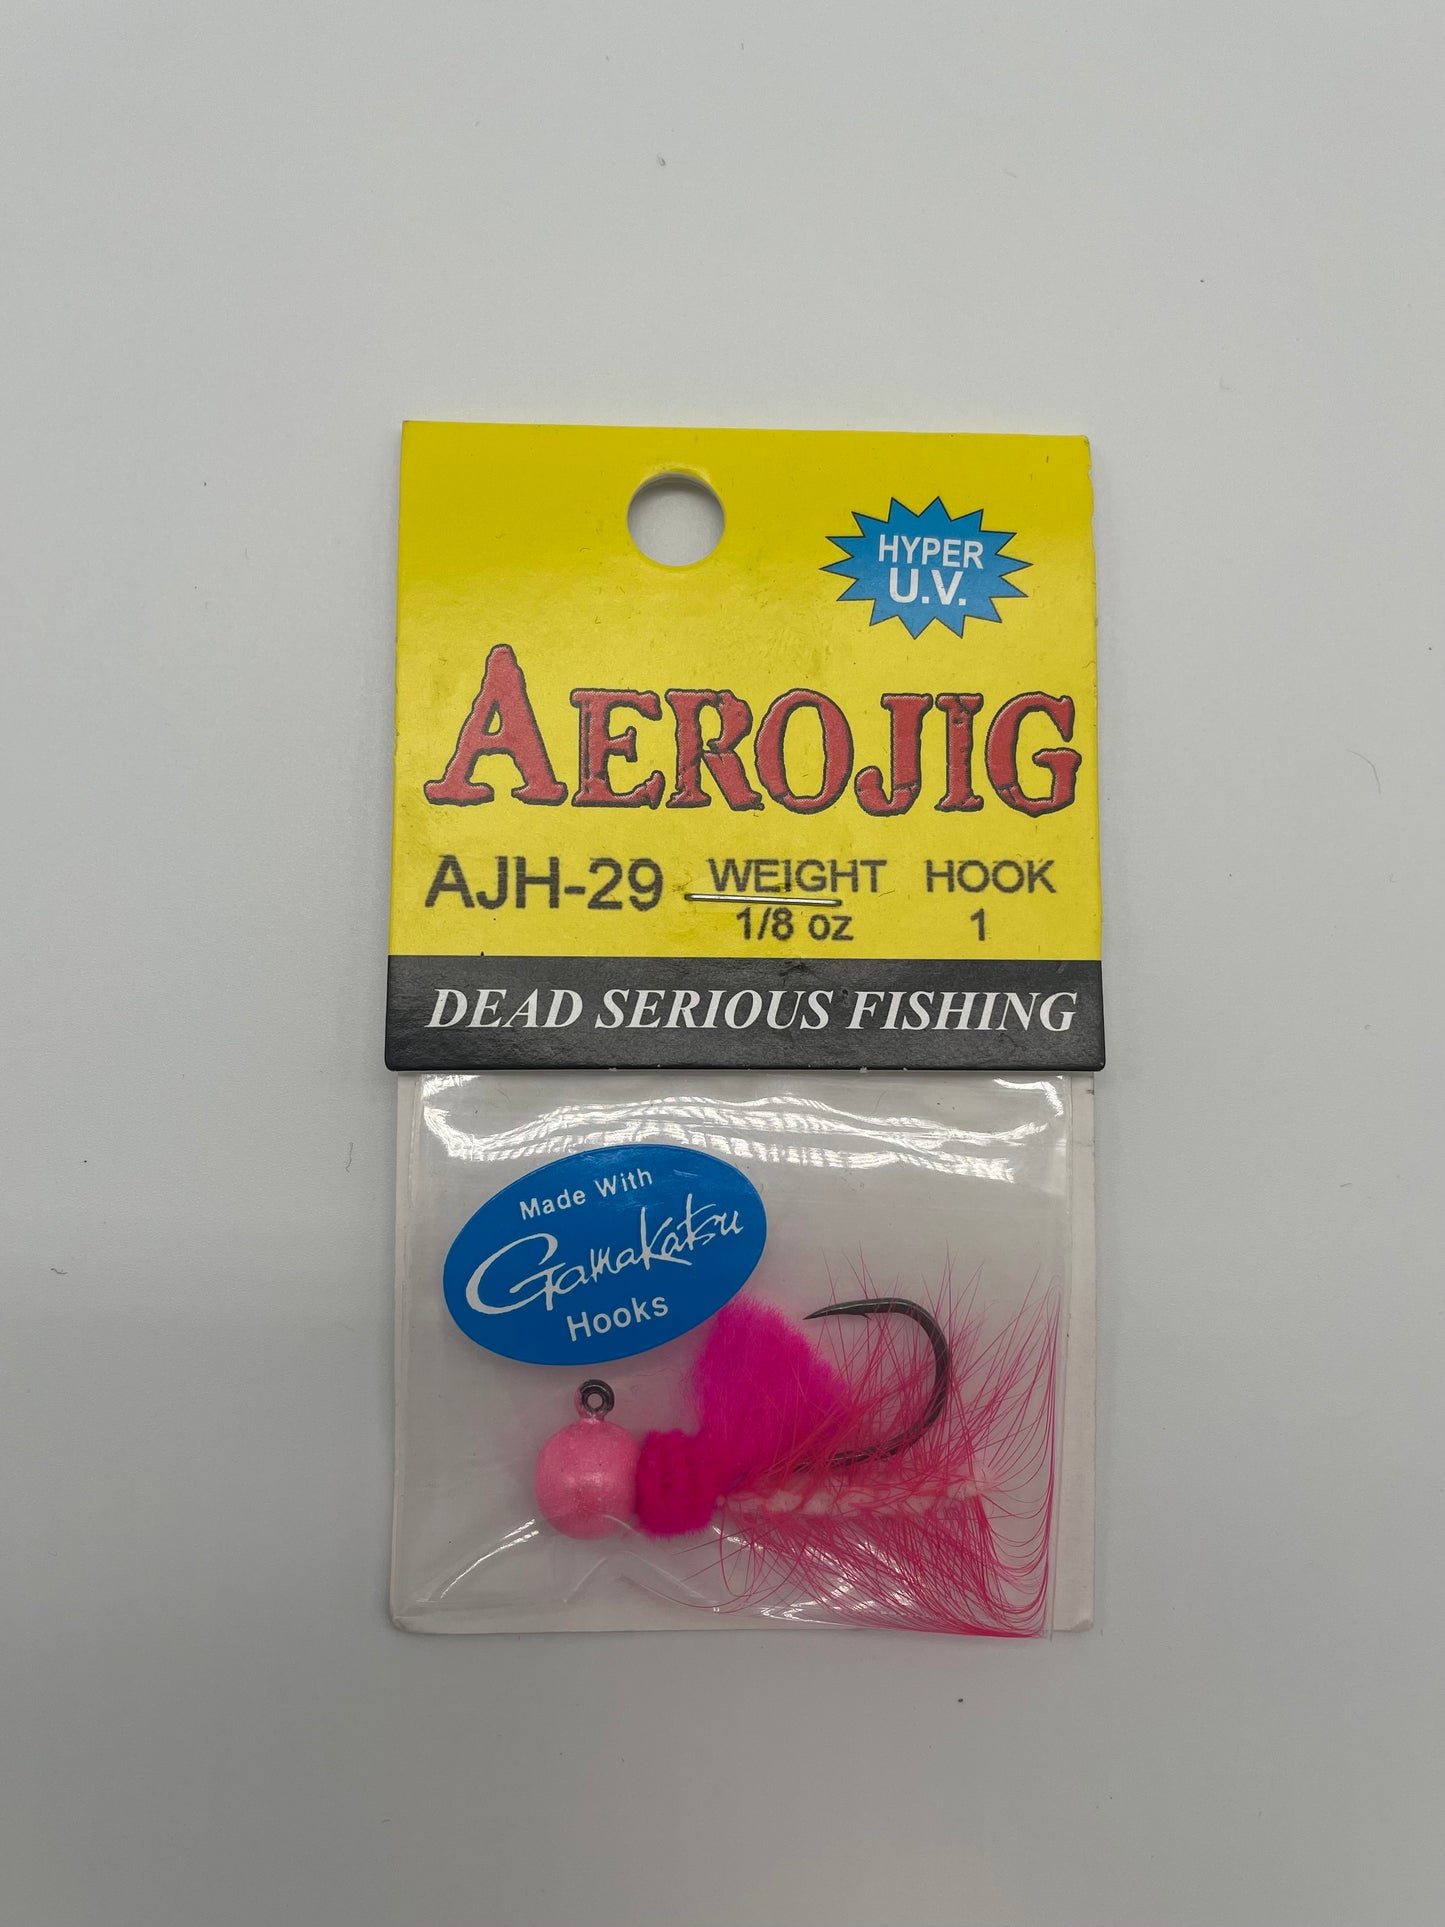 HYPER
U.V.
AEROJIG
AJH-29 WEIGHT HOOK
1/8 oz 1
DEAD SERIOUS FISHING
Made With
Gamakatsu
Hooks